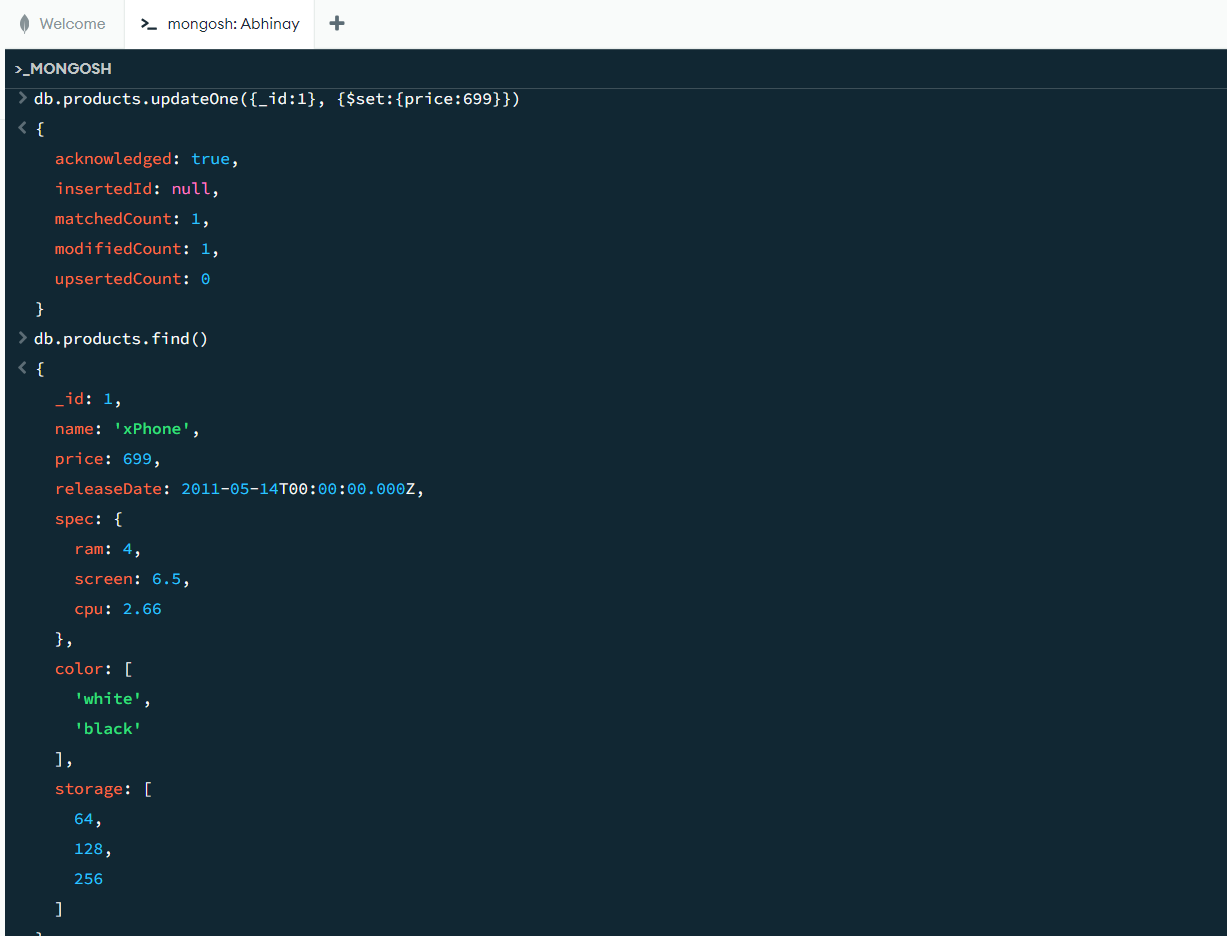 Welcome
>_ mongosh: Abhinay +
>_MONGOSH
> db.products.updateOne({_id:1}, {$set:{price:699}})
< {
acknowledged: true,
insertedId: null,
matchedCount: 1,
modifiedCount: 1,
upsertedCount: 0
}
> db.products.find()
< {
_id: 1,
name: 'xPhone',
price: 699,
releaseDate: 2011-05-14T00:00:00.000Z,
spec: {
ram: 4,
screen: 6.5,
cpu: 2.66
},
color: [
'white',
'black'
],
storage: [
64,
128,
256
]